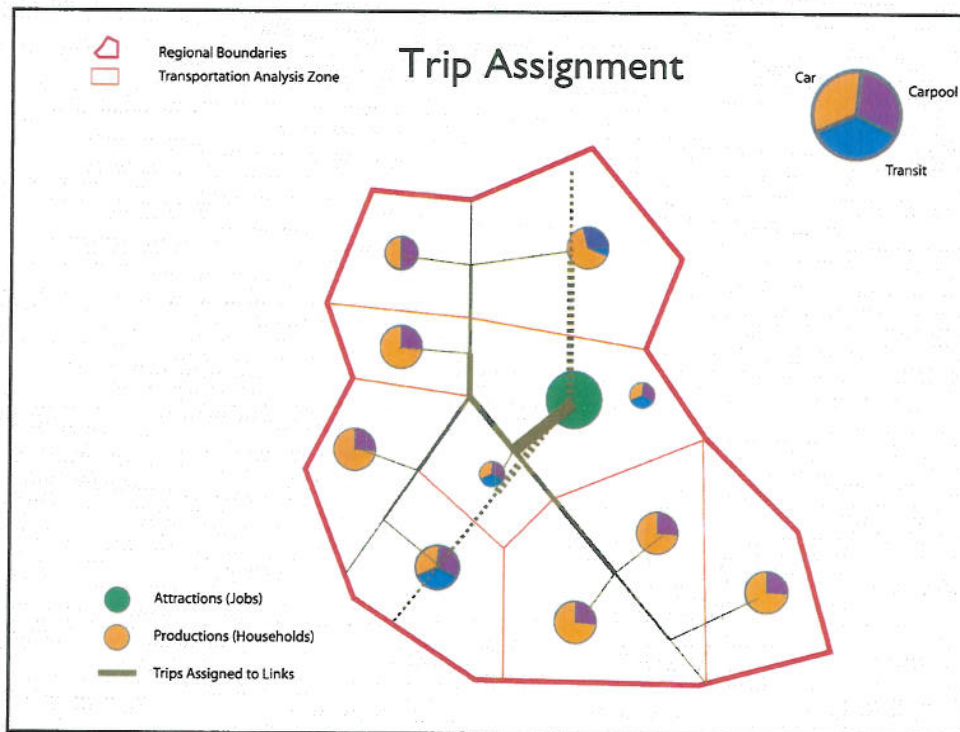 Regional Boundaries
Transportation Analysis Zone
Trip Assignment
Car
Carpool
Transit
Attractions (Jobs)
Productions (Households)
Trips Assigned to Links